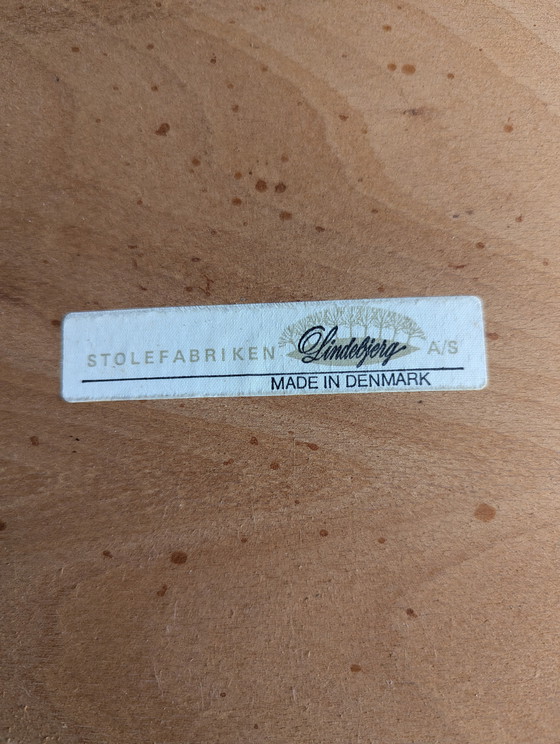 STOLEFABRIKEN Lindebjerg A/S
MADE IN DENMARK